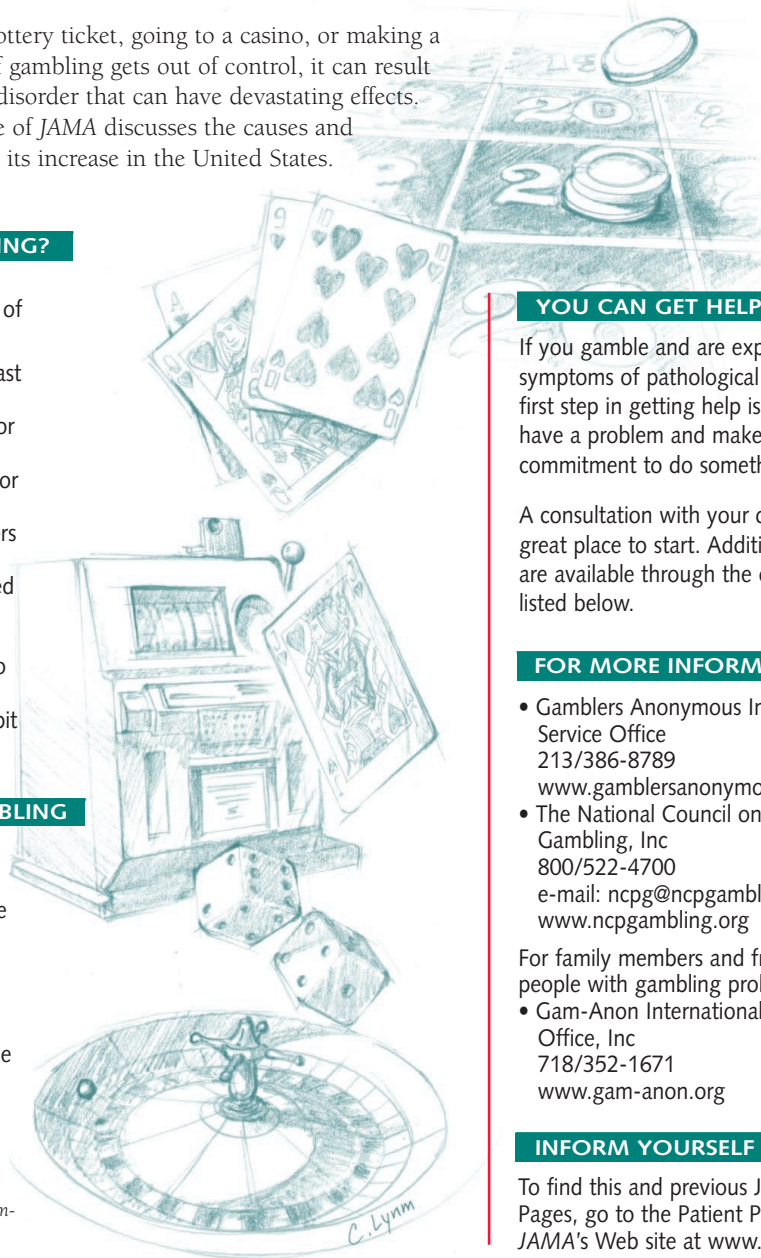 ottery ticket, going to a casino, or making a
f gambling gets out of control, it can result
disorder that can have devastating effects.
e of JAMA discusses the causes and
its increase in the United States.
20
20
ING?
of
ast
or
or
rs
ed
o
bit
BLING
e
e
m-
C. Lynm
YOU CAN GET HELP
If you gamble and are exp
symptoms of pathological
first step in getting help is
have a problem and make
commitment to do someth
A consultation with your d
great place to start. Additi
are available through the o
listed below.
FOR MORE INFORM
• Gamblers Anonymous In
Service Office
213/386-8789
www.gamblersanonymo
• The National Council on
Gambling, Inc
800/522-4700
e-mail: ncpg@ncpgambl
www.ncpgambling.org
For family members and fr
people with gambling prob
• Gam-Anon International
Office, Inc
718/352-1671
www.gam-anon.org
INFORM YOURSELF
To find this and previous J
Pages, go to the Patient P
JAMA's Web site at www.